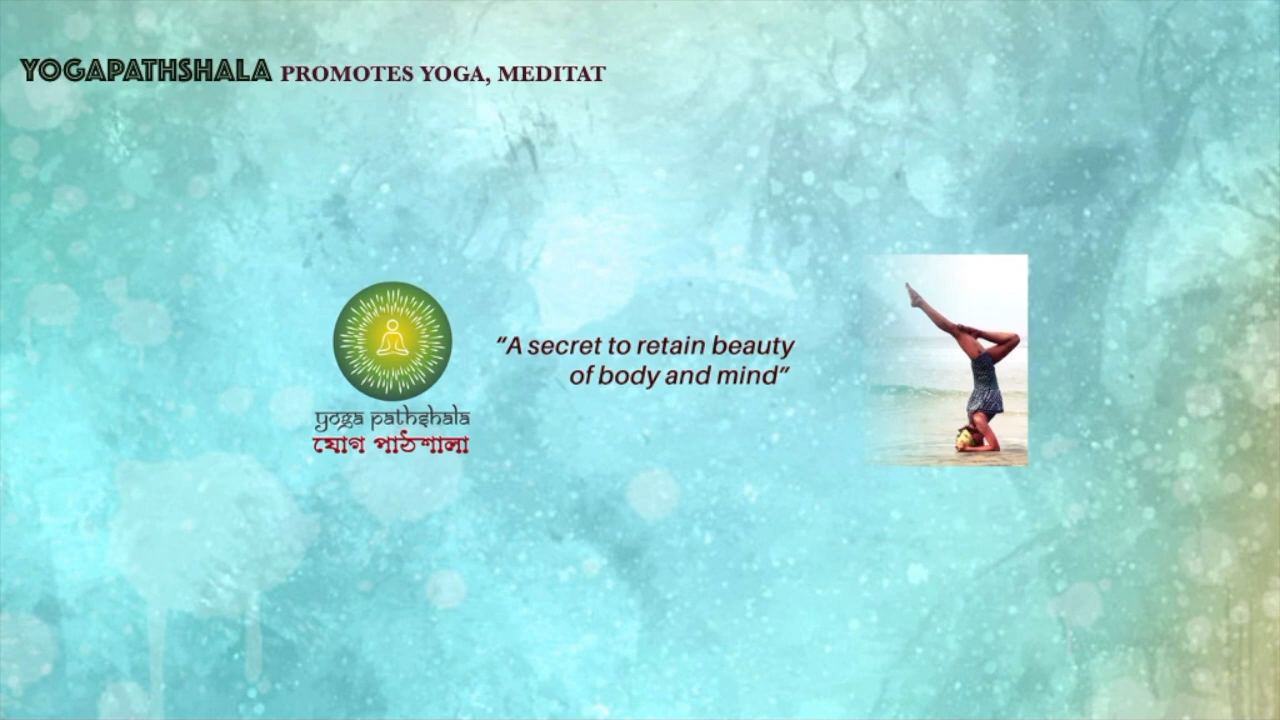 YOGAPATHSHALA PROMOTES YOGA, MEDITAT
"A secret to retain beauty
of body and mind"
yoga pathshala
যোগ পাঠশালা